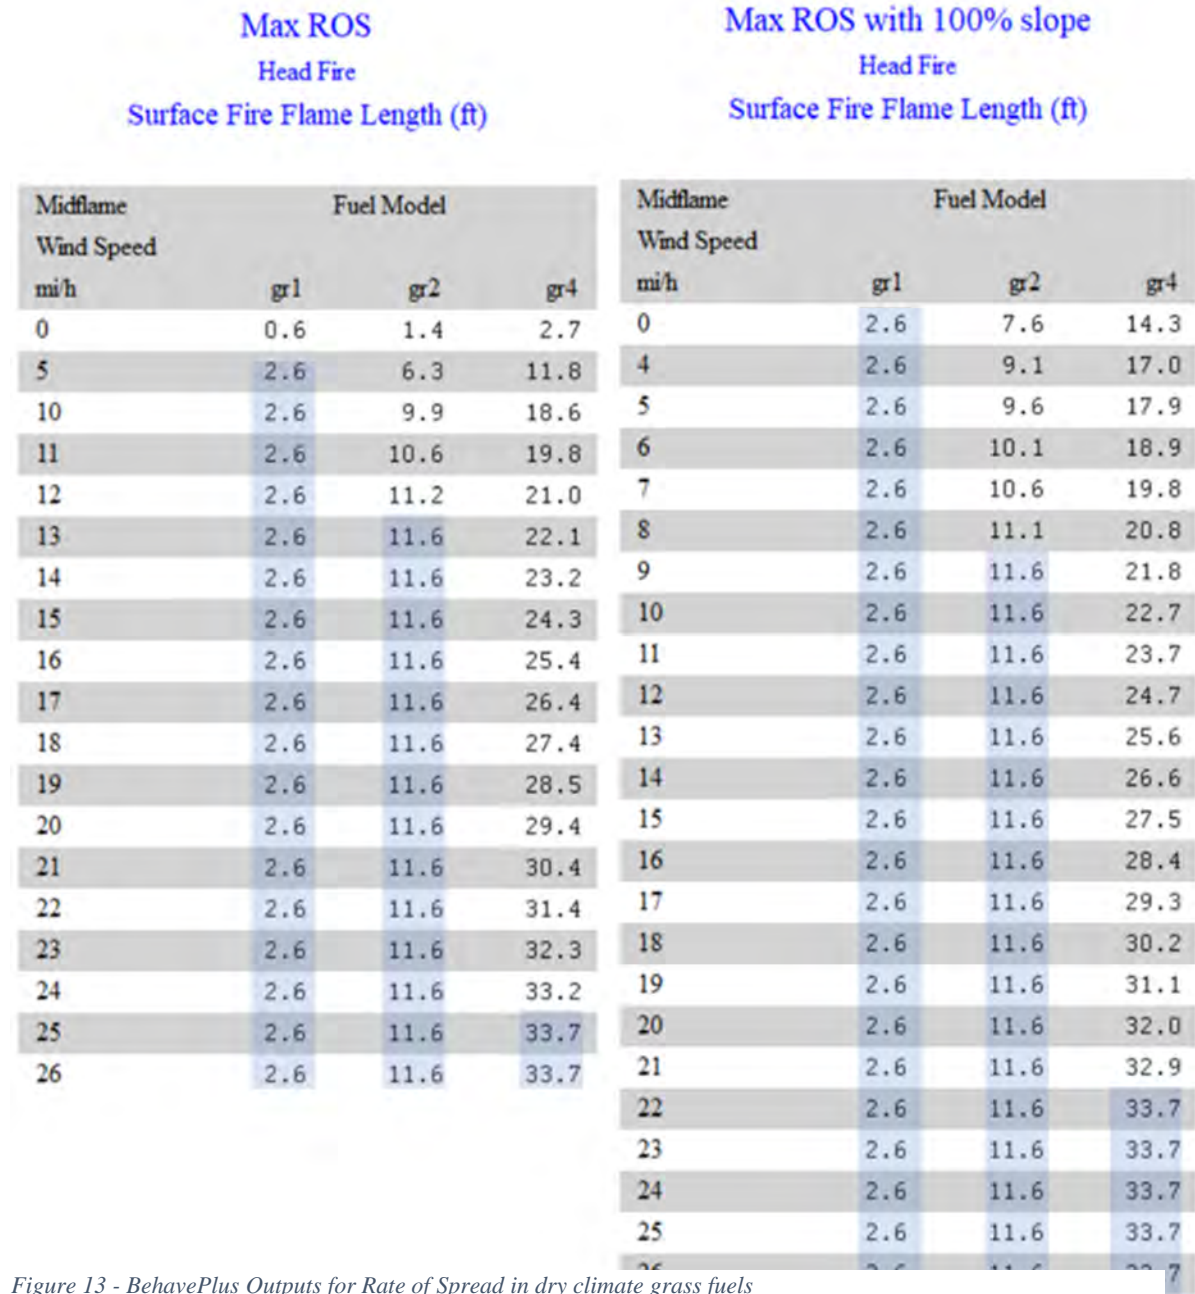 Max ROS
Head Fire
Surface Fire Flame Length (ft)
Midflame Fuel Model
Wind Speed
mi/h gr1 gr2 gr4
0 0.6 1.4 2.7
5 2.6 6.3 11.8
10 2.6 9.9 18.6
11 2.6 10.6 19.8
12 2.6 11.2 21.0
13 2.6 11.6 22.1
14 2.6 11.6 23.2
15 2.6 11.6 24.3
16 2.6 11.6 25.4
17 2.6 11.6 26.4
18 2.6 11.6 27.4
19 2.6 11.6 28.5
20 2.6 11.6 29.4
21 2.6 11.6 30.4
22 2.6 11.6 31.4
23 2.6 11.6 32.3
24 2.6 11.6 33.2
25 2.6 11.6 33.7
26 2.6 11.6 33.7
Max ROS with 100% slope
Head Fire
Surface Fire Flame Length (ft)
Midflame Fuel Model
Wind Speed
mi/h gr1 gr2 gr4
0 2.6 7.6 14.3
4 2.6 9.1 17.0
5 2.6 9.6 17.9
6 2.6 10.1 18.9
7 2.6 10.6 19.8
8 2.6 11.1 20.8
9 2.6 11.6 21.8
10 2.6 11.6 22.7
11 2.6 11.6 23.7
12 2.6 11.6 24.7
13 2.6 11.6 25.6
14 2.6 11.6 26.6
15 2.6 11.6 27.5
16 2.6 11.6 28.4
17 2.6 11.6 29.3
18 2.6 11.6 30.2
19 2.6 11.6 31.1
20 2.6 11.6 32.0
21 2.6 11.6 32.9
22 2.6 11.6 33.7
23 2.6 11.6 33.7
24 2.6 11.6 33.7
25 2.6 11.6 33.7
Figure 13 - BehavePlus Outputs for Rate of Spread in dry climate grass fuels